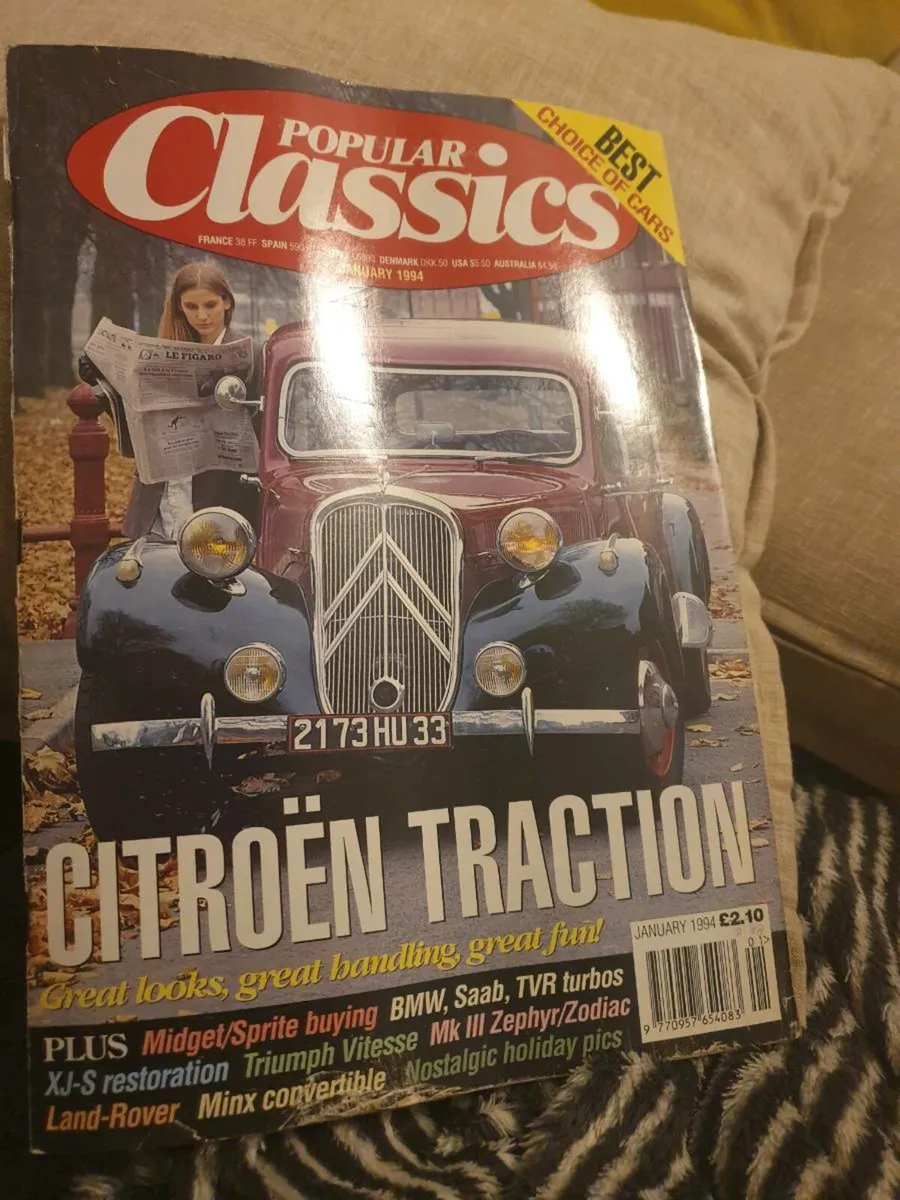 POPULAR
Classics
BEST
CHOICE OF CARS
FRANCE 38 FF SPAIN DENMARK DKK 50 USA $5.50 AUSTRALIA $4.50
JANUARY 1994
LE FIGARO
2173 HU 33
CITROËN TRACTION
Great looks, great handling, great fun!
JANUARY 1994 £2.10
01>
9 770957 654083
PLUS Midget/Sprite buying BMW, Saab, TVR turbos
XJ-S restoration Triumph Vitesse Mk III Zephyr/Zodiac
Land-Rover Minx convertible Nostalgic holiday pics